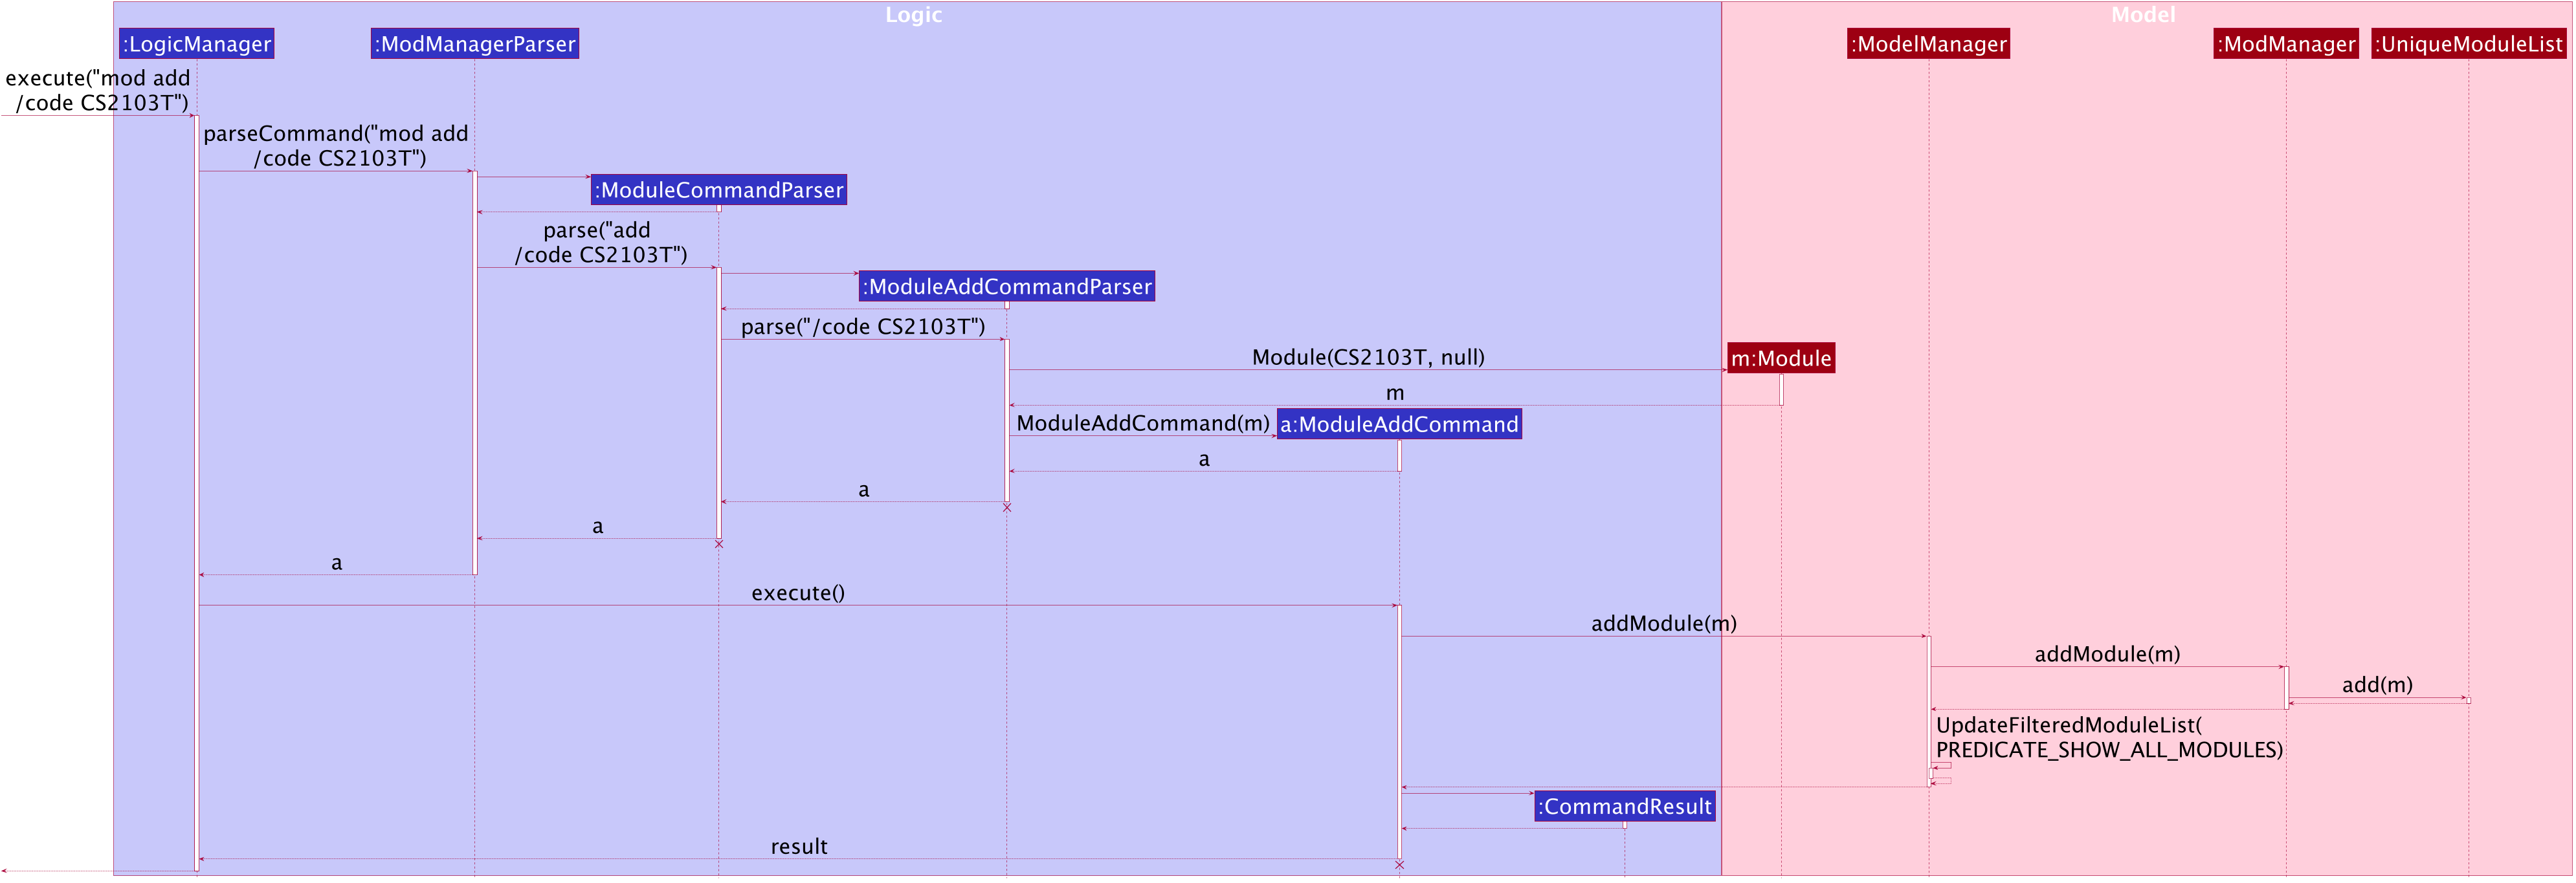 Logic
Model
:LogicManager
:ModManagerParser
:ModelManager
:ModManager
:UniqueModuleList
execute("mod add
/code CS2103T")
parseCommand("mod add
/code CS2103T")
:ModuleCommandParser
parse("add
/code CS2103T")
:ModuleAddCommandParser
parse("/code CS2103T")
Module(CS2103T, null)
m:Module
m
ModuleAddCommand(m)
a:ModuleAddCommand
a
a
a
a
execute()
addModule(m)
addModule(m)
add(m)
UpdateFilteredModuleList(
PREDICATE_SHOW_ALL_MODULES)
:CommandResult
result